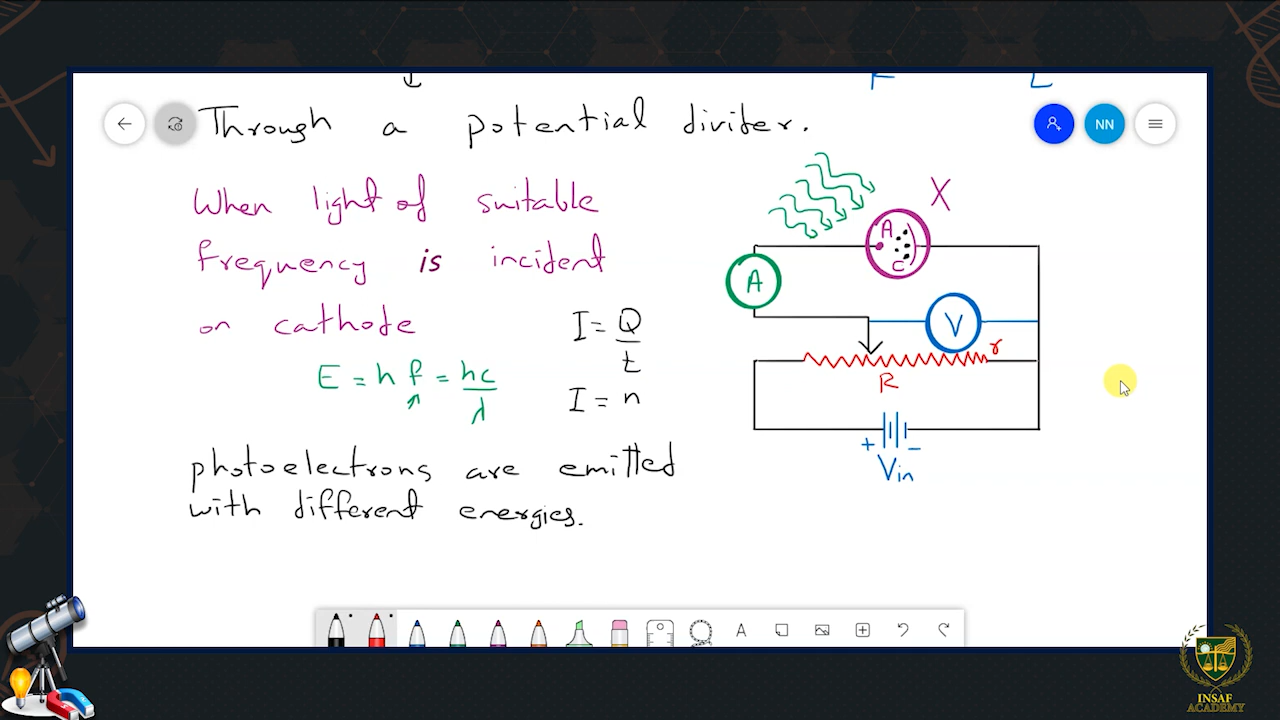 Through a potential divider.
NN
When light of suitable
frequency is incident
on cathode
E = hf = hc/λ
I = Q/t
I = n
photoelectrons are emitted
with different energies.
X
A
C
A
V
r
R
+ -
Vin
A
INSAF
ACADEMY